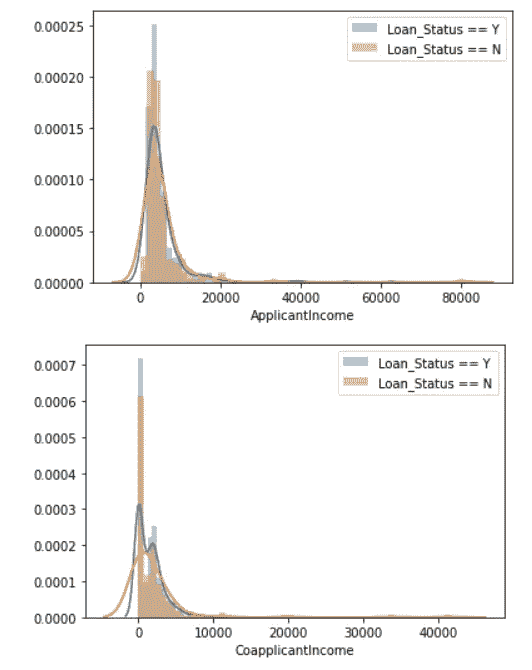 0.00025
0.00020
0.00015
0.00010
0.00005
0.00000
Loan_Status == Y
Loan_Status == N
0 20000 40000 60000 80000
ApplicantIncome
0.0007
0.0006
0.0005
0.0004
0.0003
0.0002
0.0001
0.0000
Loan_Status == Y
Loan_Status == N
0 10000 20000 30000 40000
CoapplicantIncome